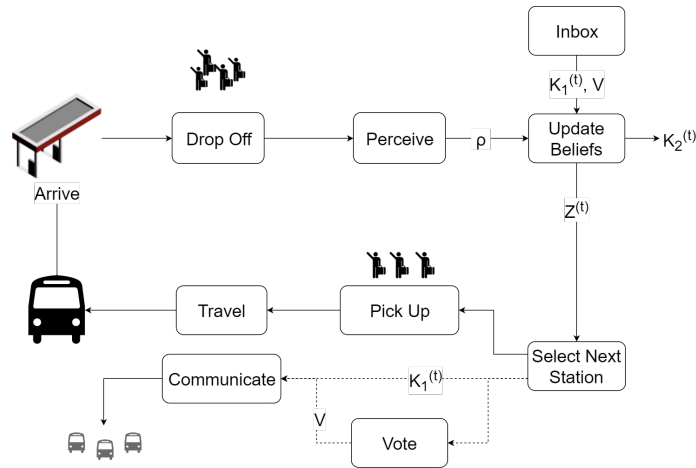 Inbox
K₁⁽ᵗ⁾, V
Drop Off
Perceive
ρ
Update
Beliefs
K₂⁽ᵗ⁾
Arrive
Z⁽ᵗ⁾
Travel
Pick Up
Select Next
Station
Communicate
K₁⁽ᵗ⁾
V
Vote